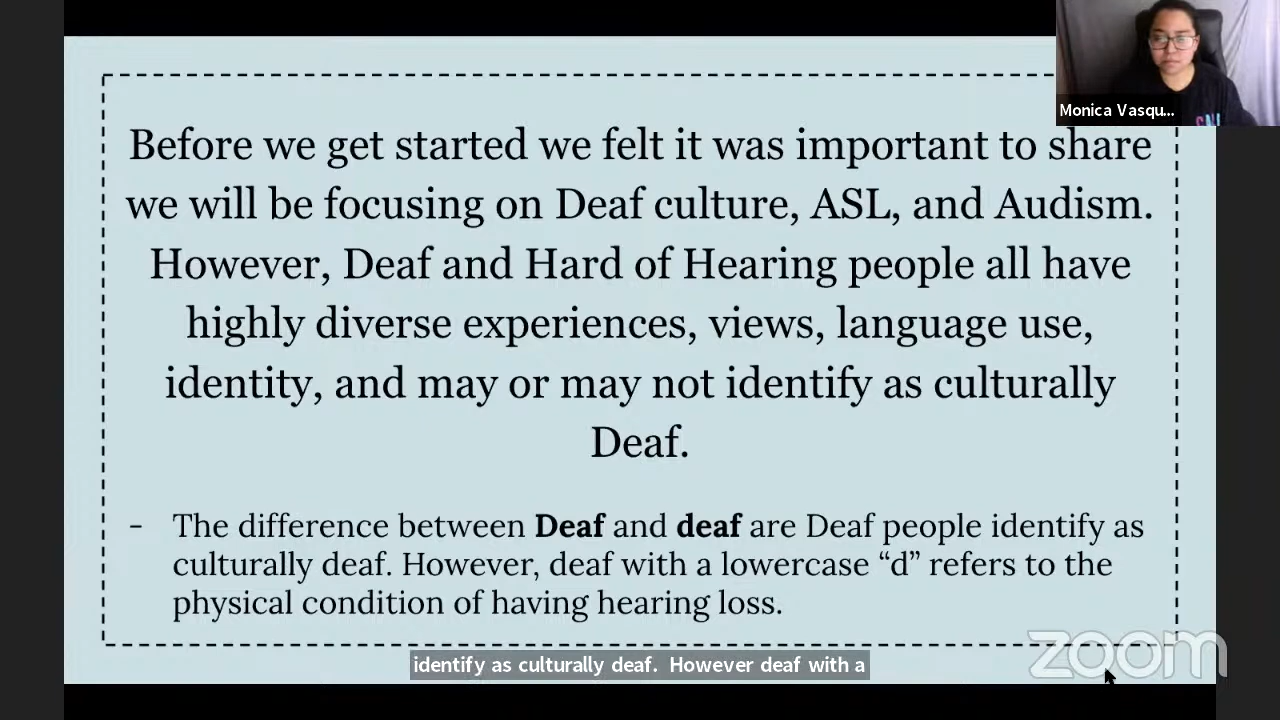 Monica Vasqu...
Before we get started we felt it was important to share
we will be focusing on Deaf culture, ASL, and Audism.
However, Deaf and Hard of Hearing people all have
highly diverse experiences, views, language use,
identity, and may or may not identify as culturally
Deaf.
- The difference between Deaf and deaf are Deaf people identify as
culturally deaf. However, deaf with a lowercase “d” refers to the
physical condition of having hearing loss.
identify as culturally deaf. However deaf with a
zoom